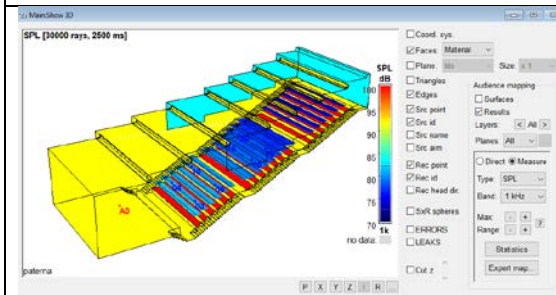 MainShow 3D
SPL [30000 rays, 2500 ms]
SPL
dB
100
95
90
85
80
75
70
1k
no data:
A0
paterna
P X Y Z R ...
Coord. sys.
Faces: Material
Plane: Size: x 1
Triangles
Edges
Src point
Src id
Src name
Src aim
Rec point
Rec id
Rec head dir.
SxR spheres
ERRORS
LEAKS
Cut z
Audience mapping
Surfaces
Results
Layers: < All >
Planes: All
Direct Measure
Type: SPL
Band: 1 kHz
Max: - +
Range: - + ?
Statistics
Export map...